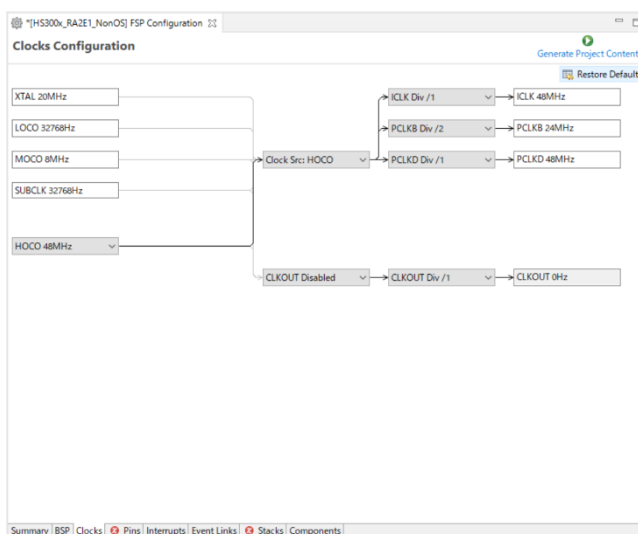 *[HS300x_RA2E1_NonOS] FSP Configuration
Clocks Configuration
Generate Project Content
Restore Default
XTAL 20MHz
ICLK Div /1
ICLK 48MHz
LOCO 32768Hz
PCLKB Div /2
PCLKB 24MHz
MOCO 8MHz
Clock Src: HOCO
PCLKD Div /1
PCLKD 48MHz
SUBCLK 32768Hz
HOCO 48MHz
CLKOUT Disabled
CLKOUT Div /1
CLKOUT 0Hz
Summary BSP Clocks Pins Interrupts Event Links Stacks Components